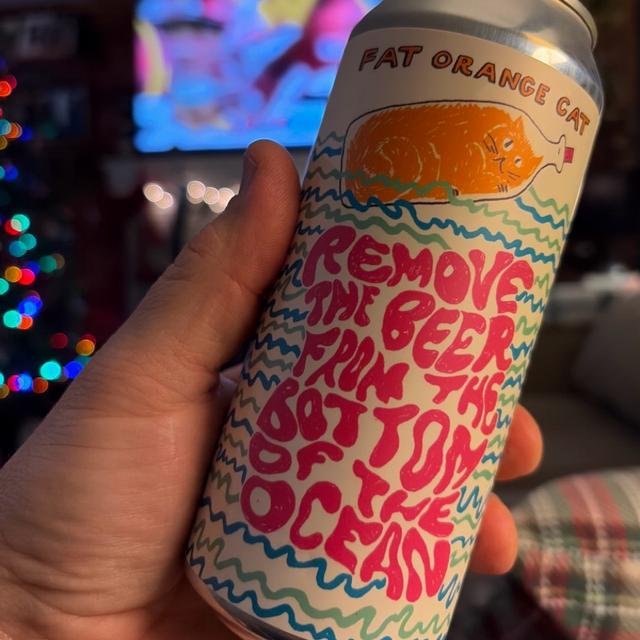 FAT ORANGE CAT
REMOVE
THE BEER
FROM THE
BOTTOM
OF THE
OCEAN